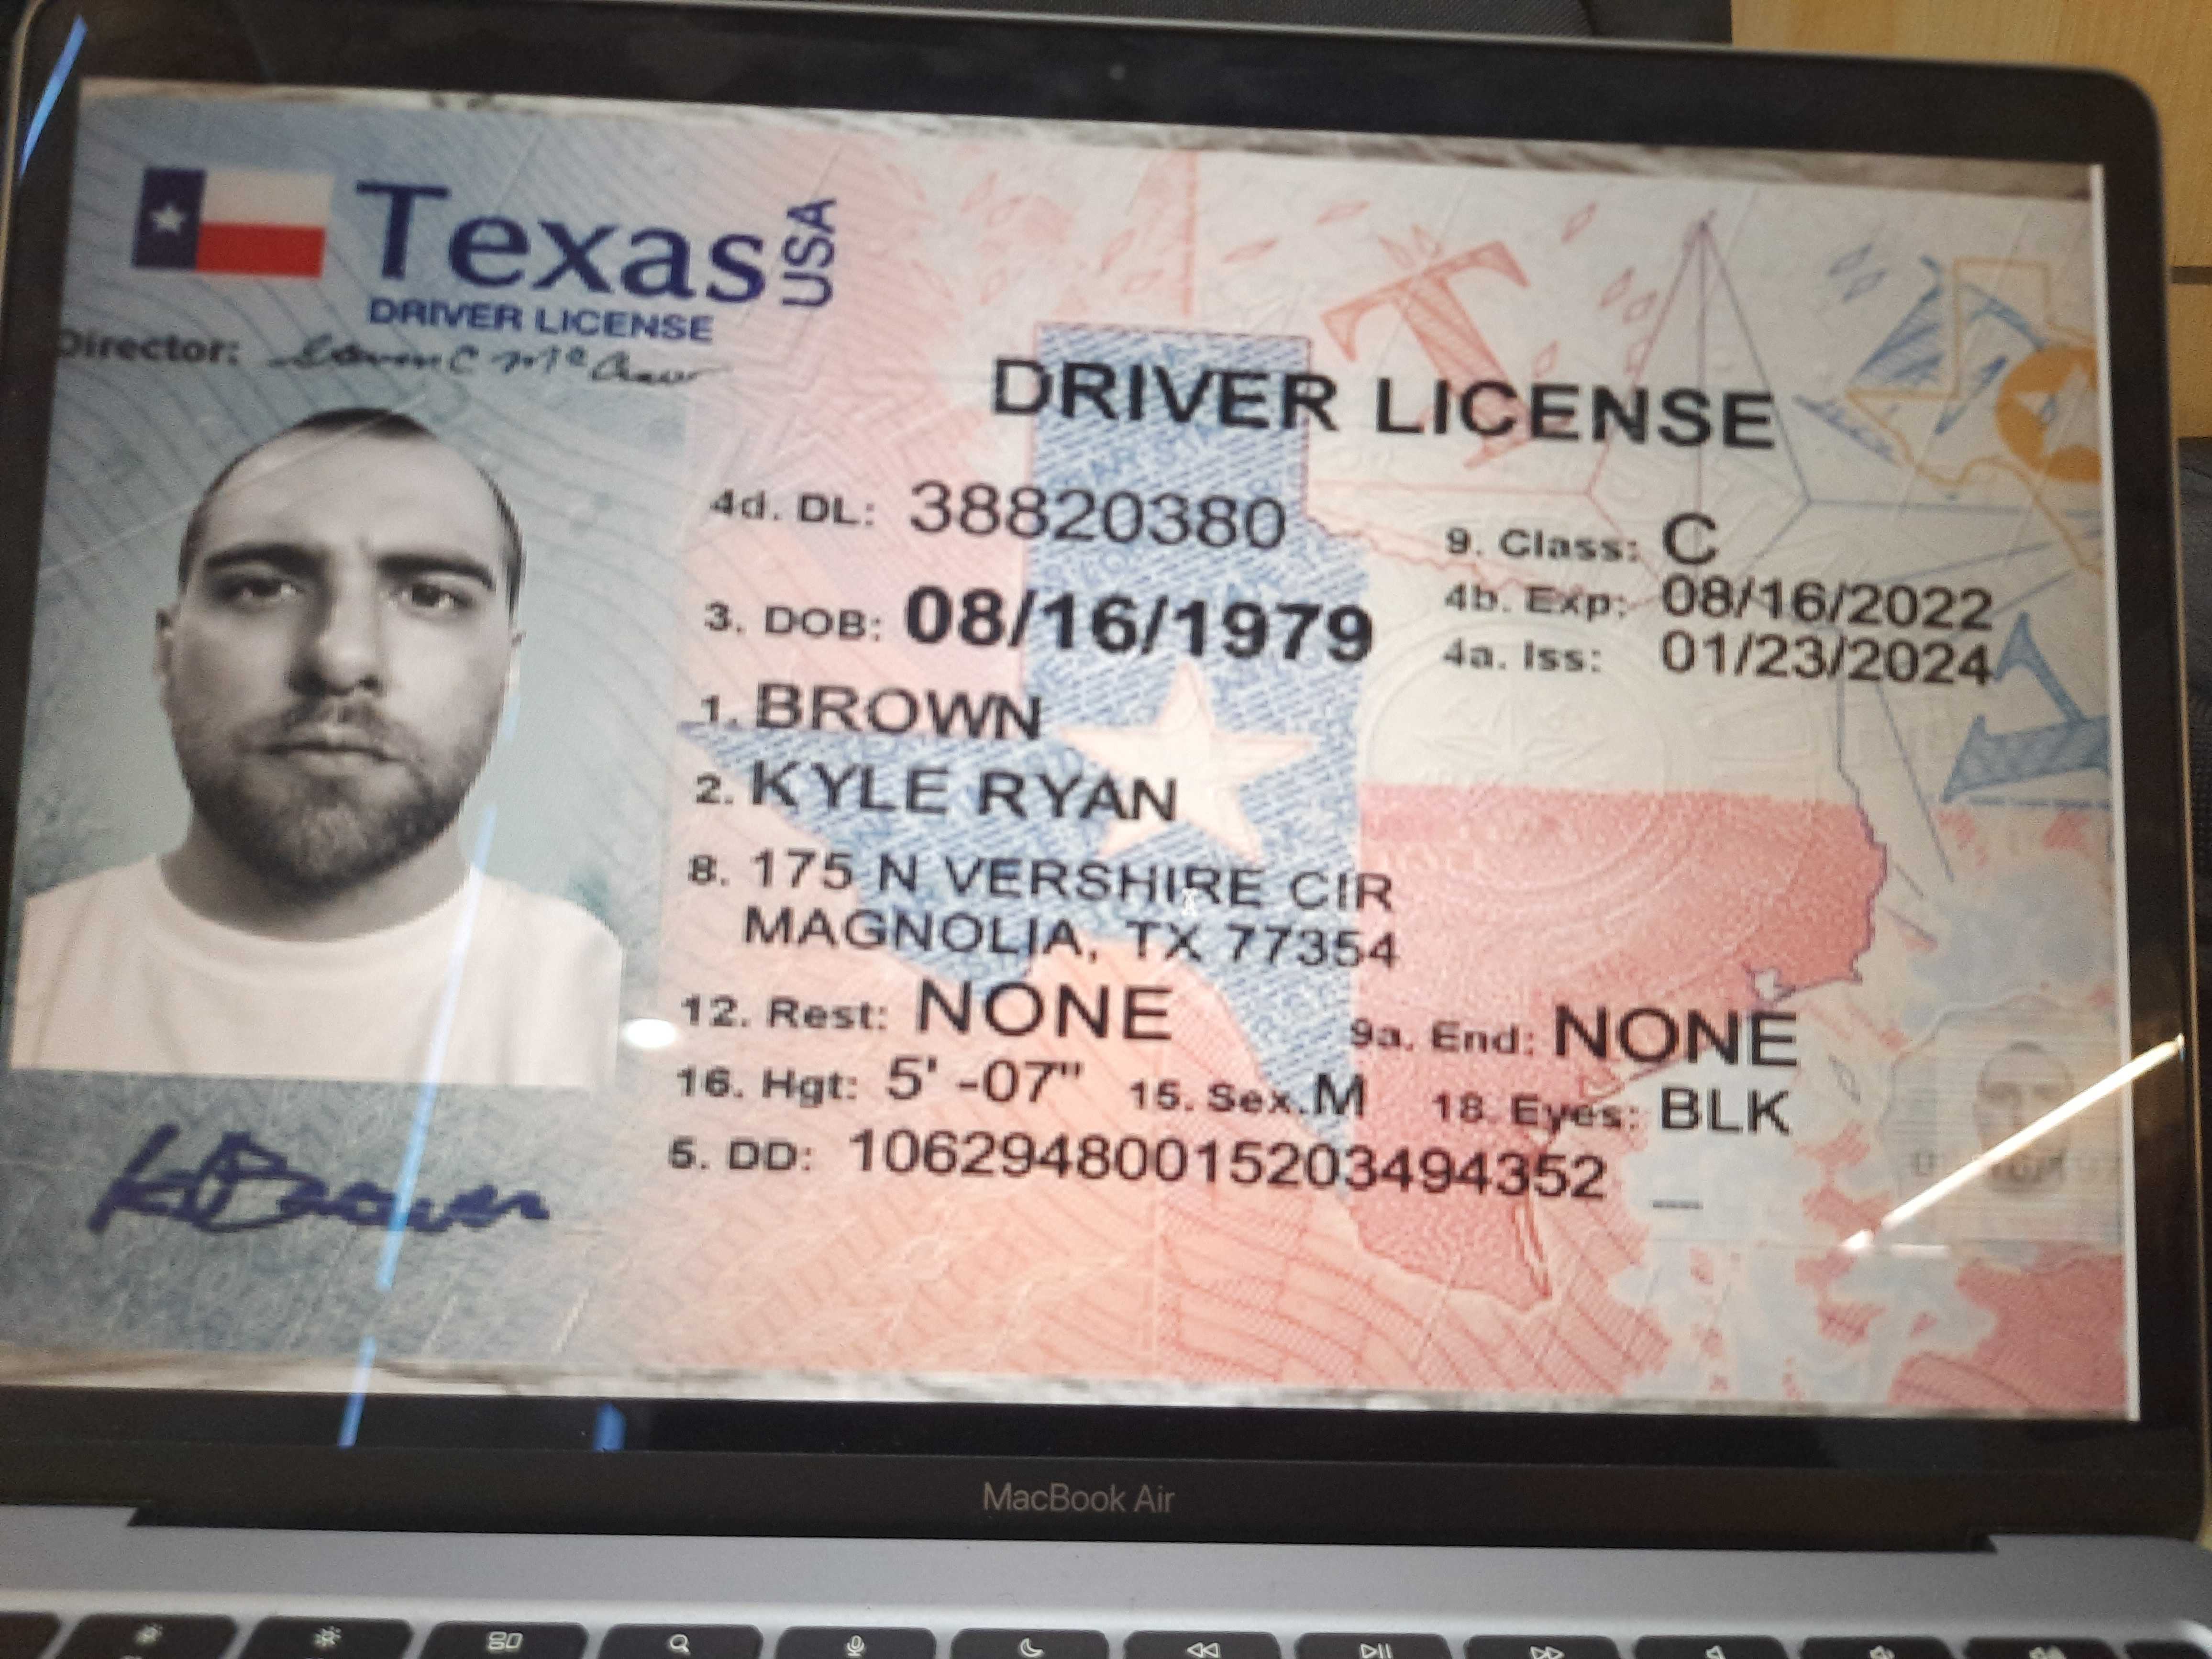 Texas USA
DRIVER LICENSE
Director:
DRIVER LICENSE
4d. DL: 38820380
9. Class: C
3. DOB: 08/16/1979
4b. Exp: 08/16/2022
4a. Iss: 01/23/2024
1. BROWN
2. KYLE RYAN
8. 175 N VERSHIRE CIR
MAGNOLIA, TX 77354
12. Rest: NONE
9a. End: NONE
16. Hgt: 5' -07" 15. Sex. M 18 Eyes: BLK
5. DD: 10629480015203494352
MacBook Air